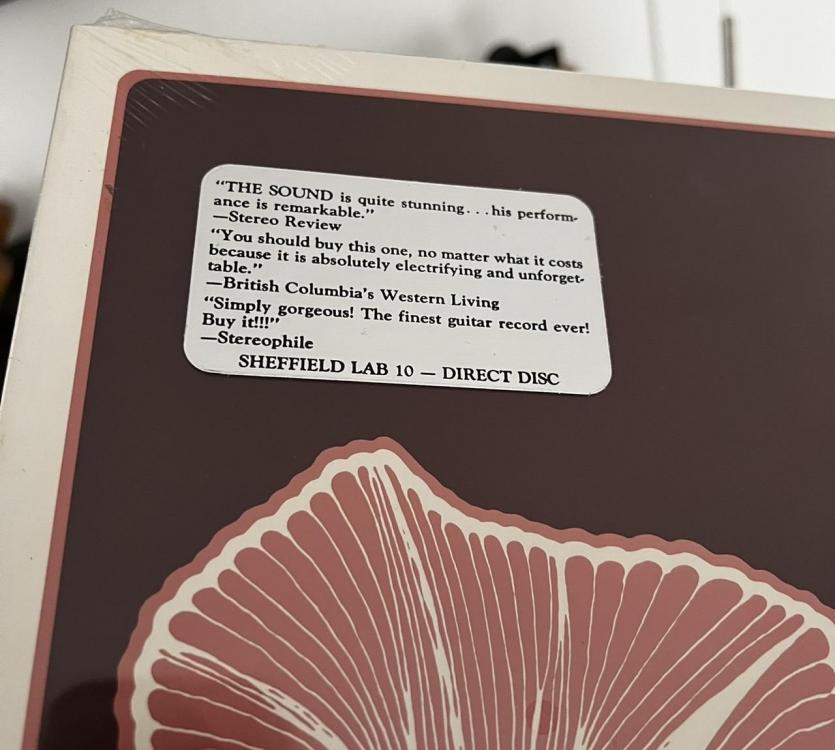 “THE SOUND is quite stunning. . .his perform-
ance is remarkable.”
—Stereo Review
“You should buy this one, no matter what it costs
because it is absolutely electrifying and unforget-
table.”
—British Columbia's Western Living
“Simply gorgeous! The finest guitar record ever!
Buy it!!!”
—Stereophile
SHEFFIELD LAB 10 — DIRECT DISC